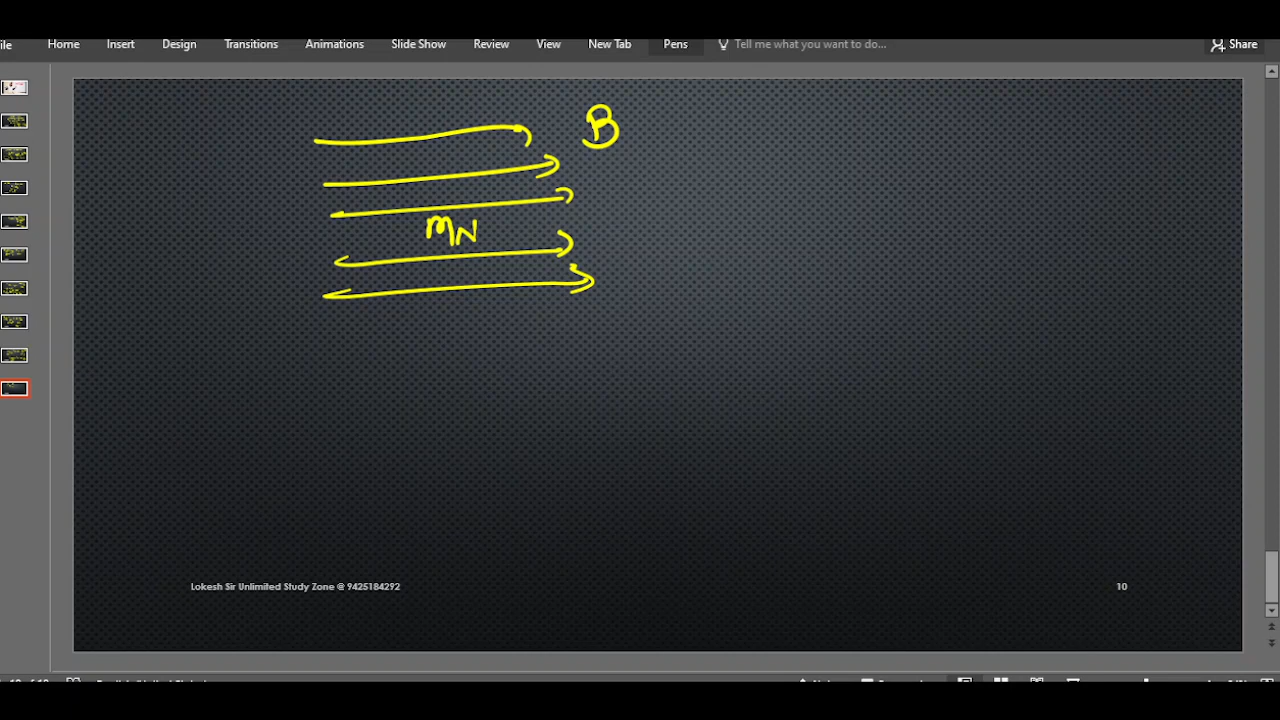 File Home Insert Design Transitions Animations Slide Show Review View New Tab Pens Tell me what you want to do... Share
B
mN
Lokesh Sir Unlimited Study Zone @ 9425184292 10